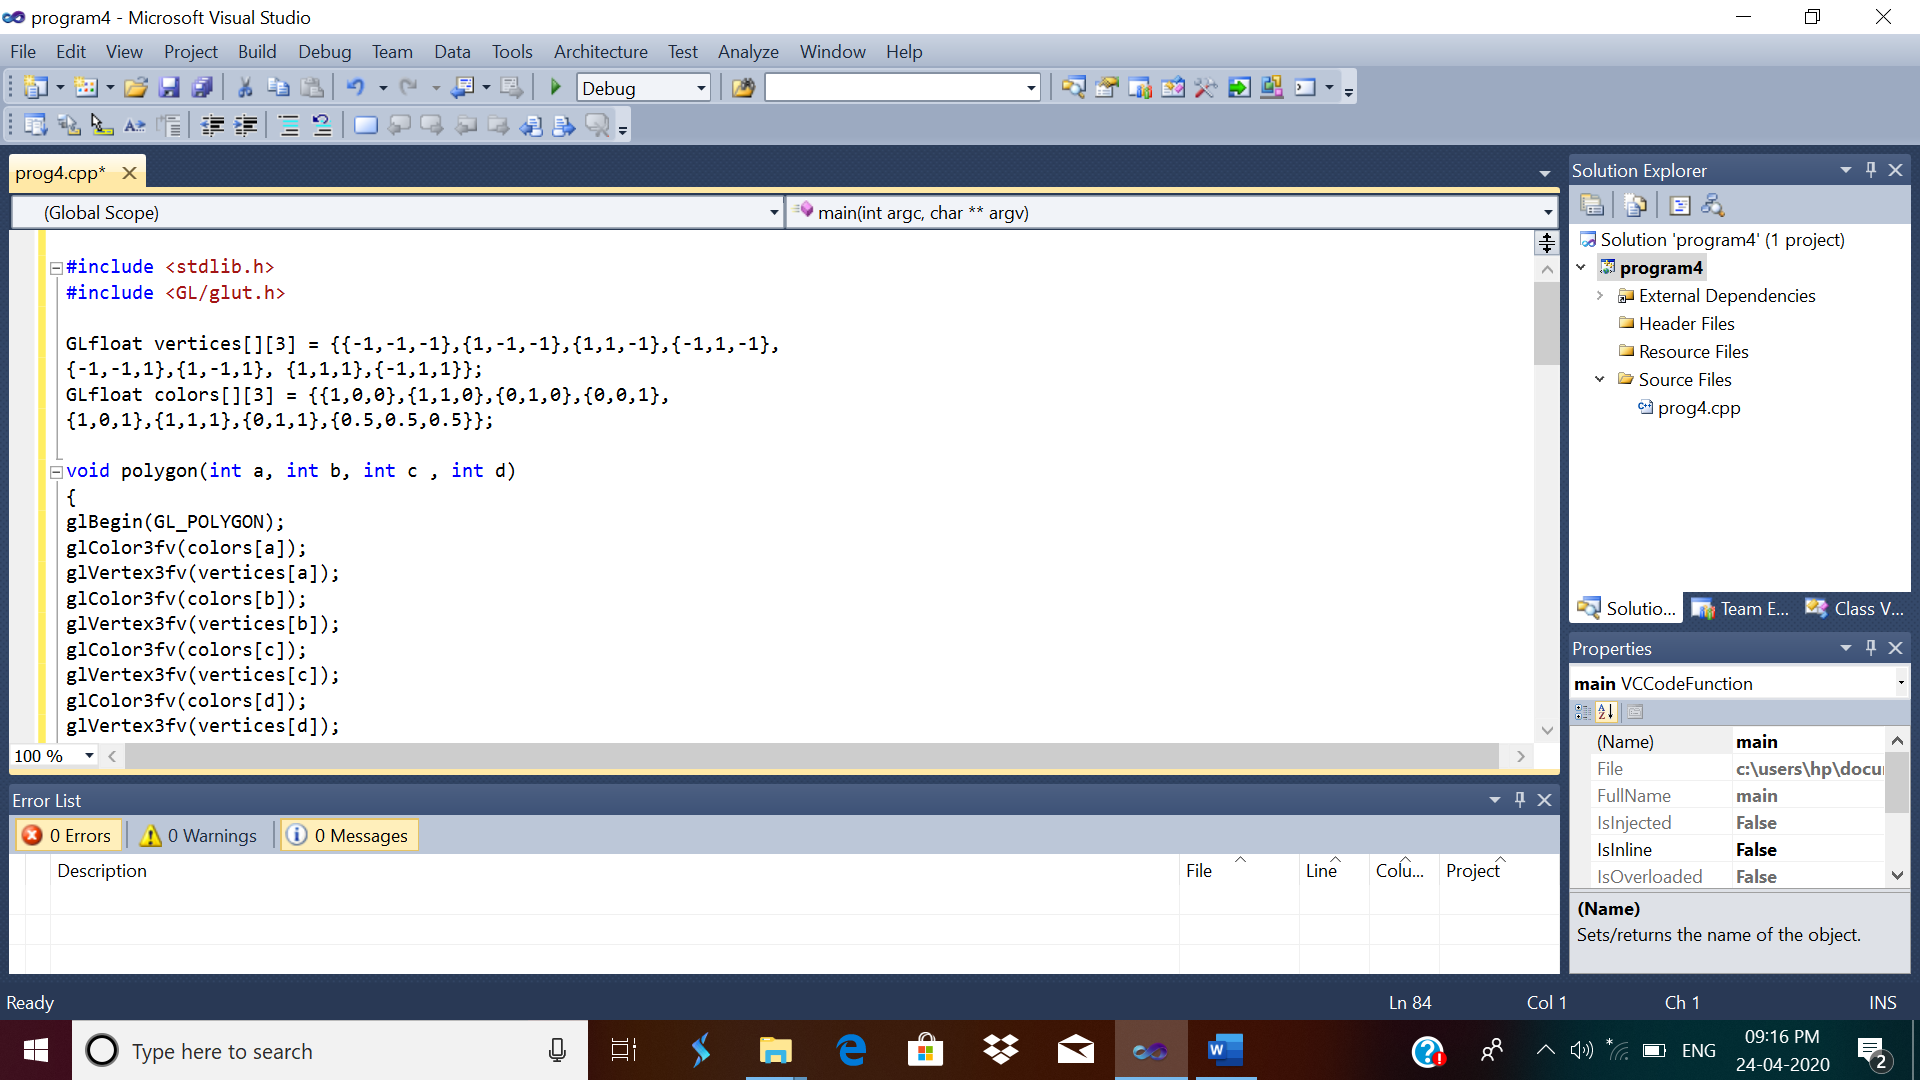 program4 - Microsoft Visual Studio
File Edit View Project Build Debug Team Data Tools Architecture Test Analyze Window Help
Debug
prog4.cpp*
(Global Scope)
main(int argc, char ** argv)
#include <stdlib.h>
#include <GL/glut.h>
GLfloat vertices[][3] = {{-1,-1,-1},{1,-1,-1},{1,1,-1},{-1,1,-1},
{-1,-1,1},{1,-1,1}, {1,1,1},{-1,1,1}};
GLfloat colors[][3] = {{1,0,0},{1,1,0},{0,1,0},{0,0,1},
{1,0,1},{1,1,1},{0,1,1},{0.5,0.5,0.5}};
void polygon(int a, int b, int c , int d)
{
glBegin(GL_POLYGON);
glColor3fv(colors[a]);
glVertex3fv(vertices[a]);
glColor3fv(colors[b]);
glVertex3fv(vertices[b]);
glColor3fv(colors[c]);
glVertex3fv(vertices[c]);
glColor3fv(colors[d]);
glVertex3fv(vertices[d]);
100 %
Error List
0 Errors 0 Warnings 0 Messages
Description File Line Colu... Project
Solution Explorer
Solution 'program4' (1 project)
program4
External Dependencies
Header Files
Resource Files
Source Files
prog4.cpp
Solutio... Team E... Class V...
Properties
main VCCodeFunction
(Name) main
File c:\users\hp\docu
FullName main
IsInjected False
IsInline False
IsOverloaded False
(Name)
Sets/returns the name of the object.
Ready Ln 84 Col 1 Ch 1 INS
Type here to search
ENG
09:16 PM
24-04-2020
2